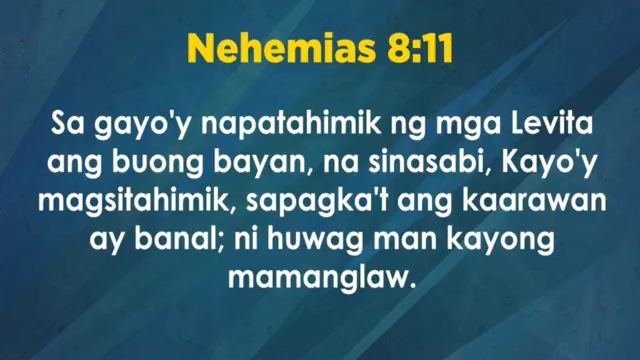 Nehemias 8:11
Sa gayo'y napatahimik ng mga Levita
ang buong bayan, na sinasabi, Kayo'y
magsitahimik, sapagka't ang kaarawan
ay banal; ni huwag man kayong
mamanglaw.